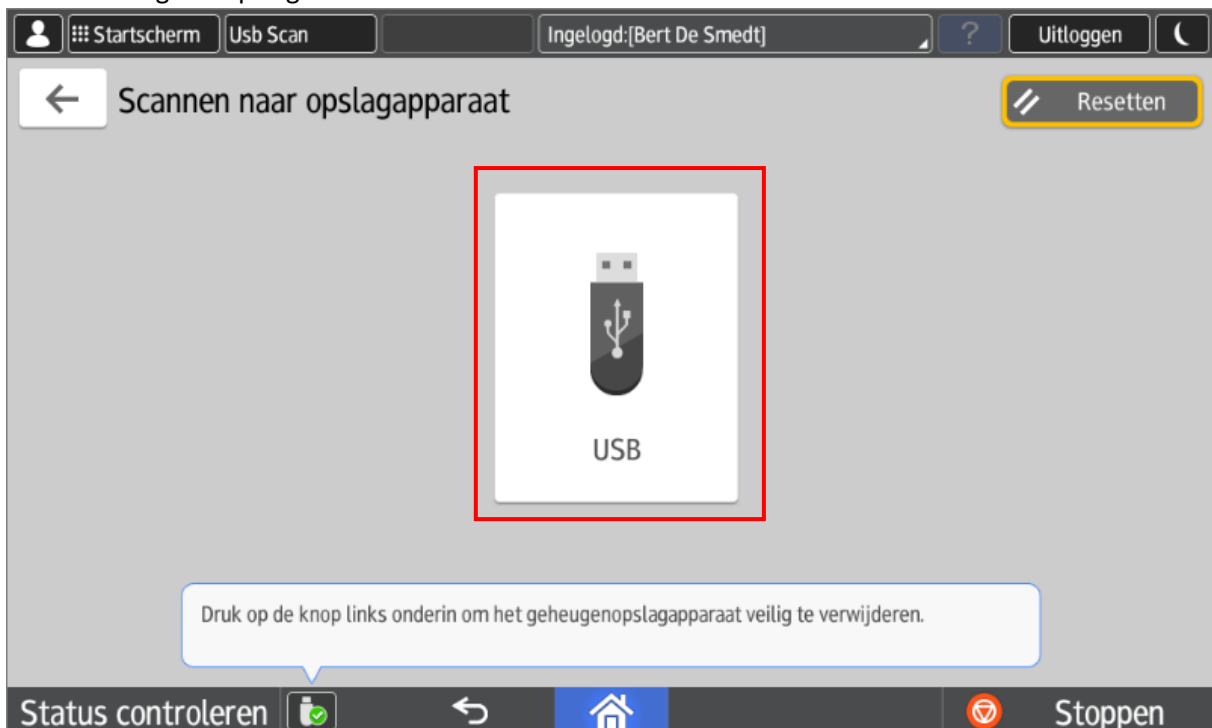 Startscherm Usb Scan Ingelogd:[Bert De Smedt] ? Uitloggen
Scannen naar opslagapparaat Resetten
USB
Druk op de knop links onderin om het geheugenopslagapparaat veilig te verwijderen.
Status controleren Stoppen